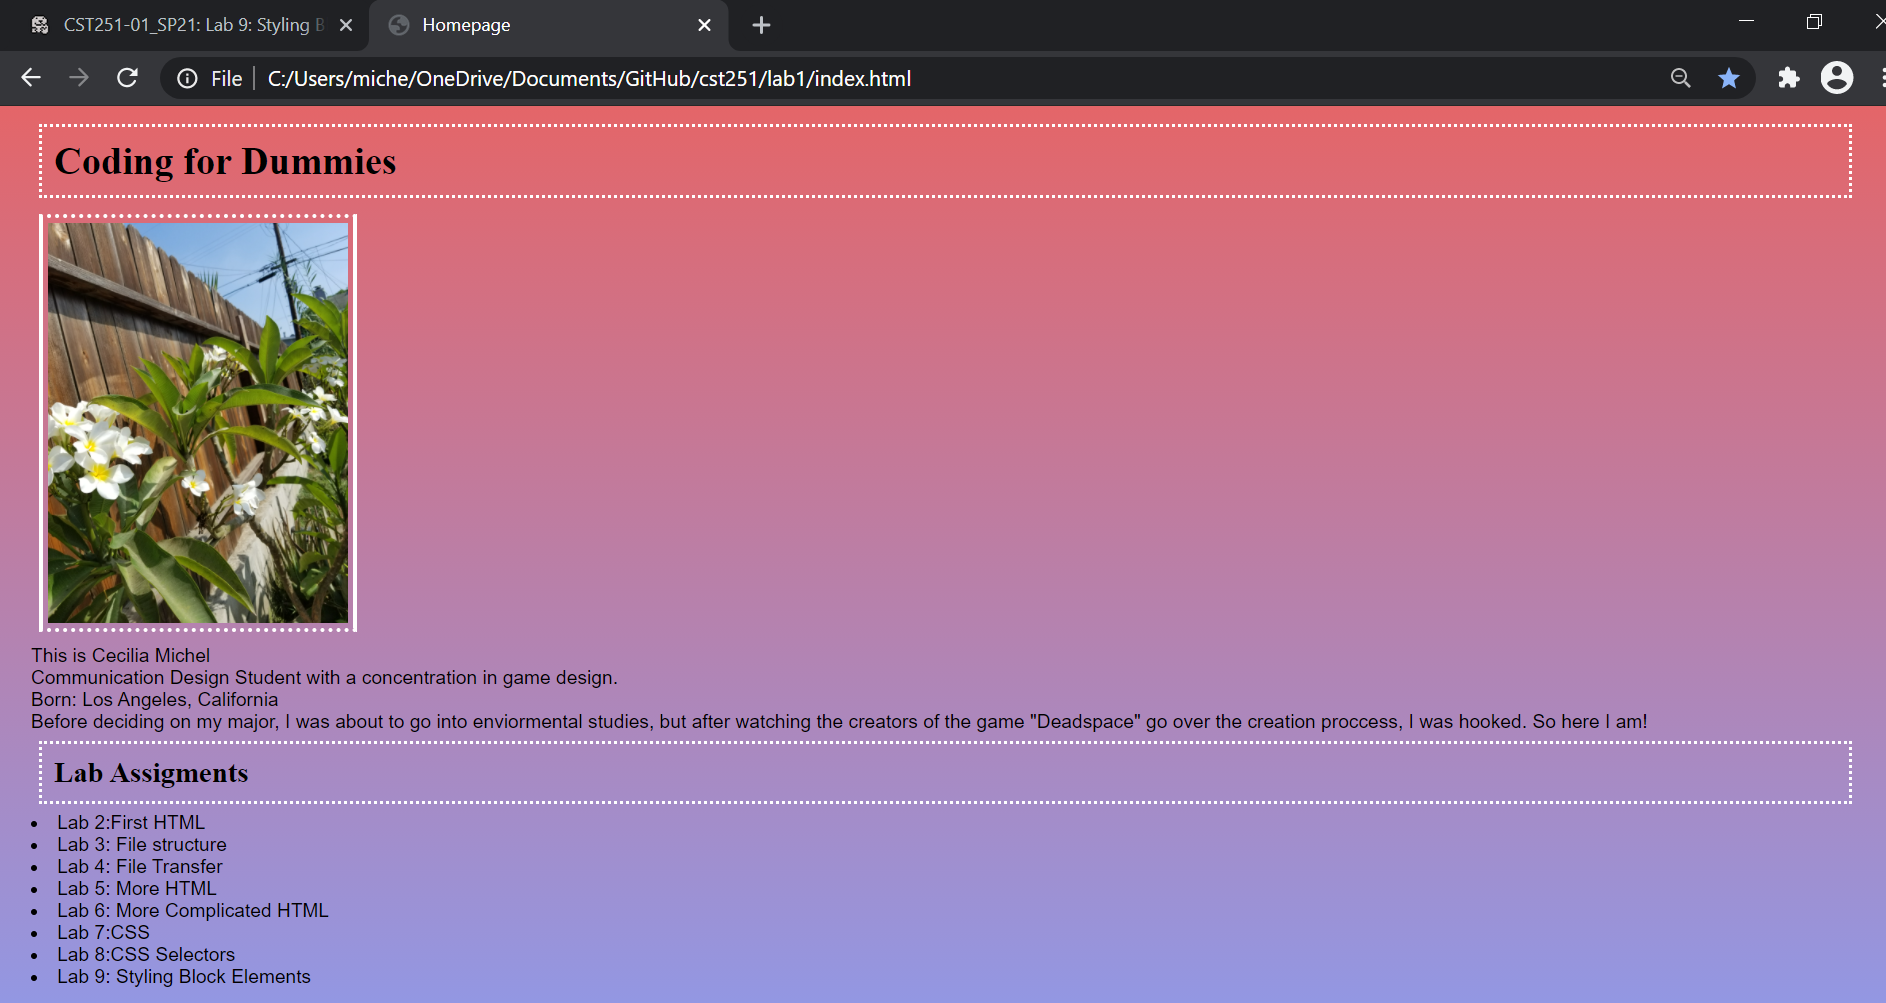 CST251-01_SP21: Lab 9: Styling B
Homepage
File
C:/Users/miche/OneDrive/Documents/GitHub/cst251/lab1/index.html
Coding for Dummies
This is Cecilia Michel
Communication Design Student with a concentration in game design.
Born: Los Angeles, California
Before deciding on my major, I was about to go into enviormental studies, but after watching the creators of the game "Deadspace" go over the creation proccess, I was hooked. So here I am!
Lab Assigments
Lab 2:First HTML
Lab 3: File structure
Lab 4: File Transfer
Lab 5: More HTML
Lab 6: More Complicated HTML
Lab 7:CSS
Lab 8:CSS Selectors
Lab 9: Styling Block Elements